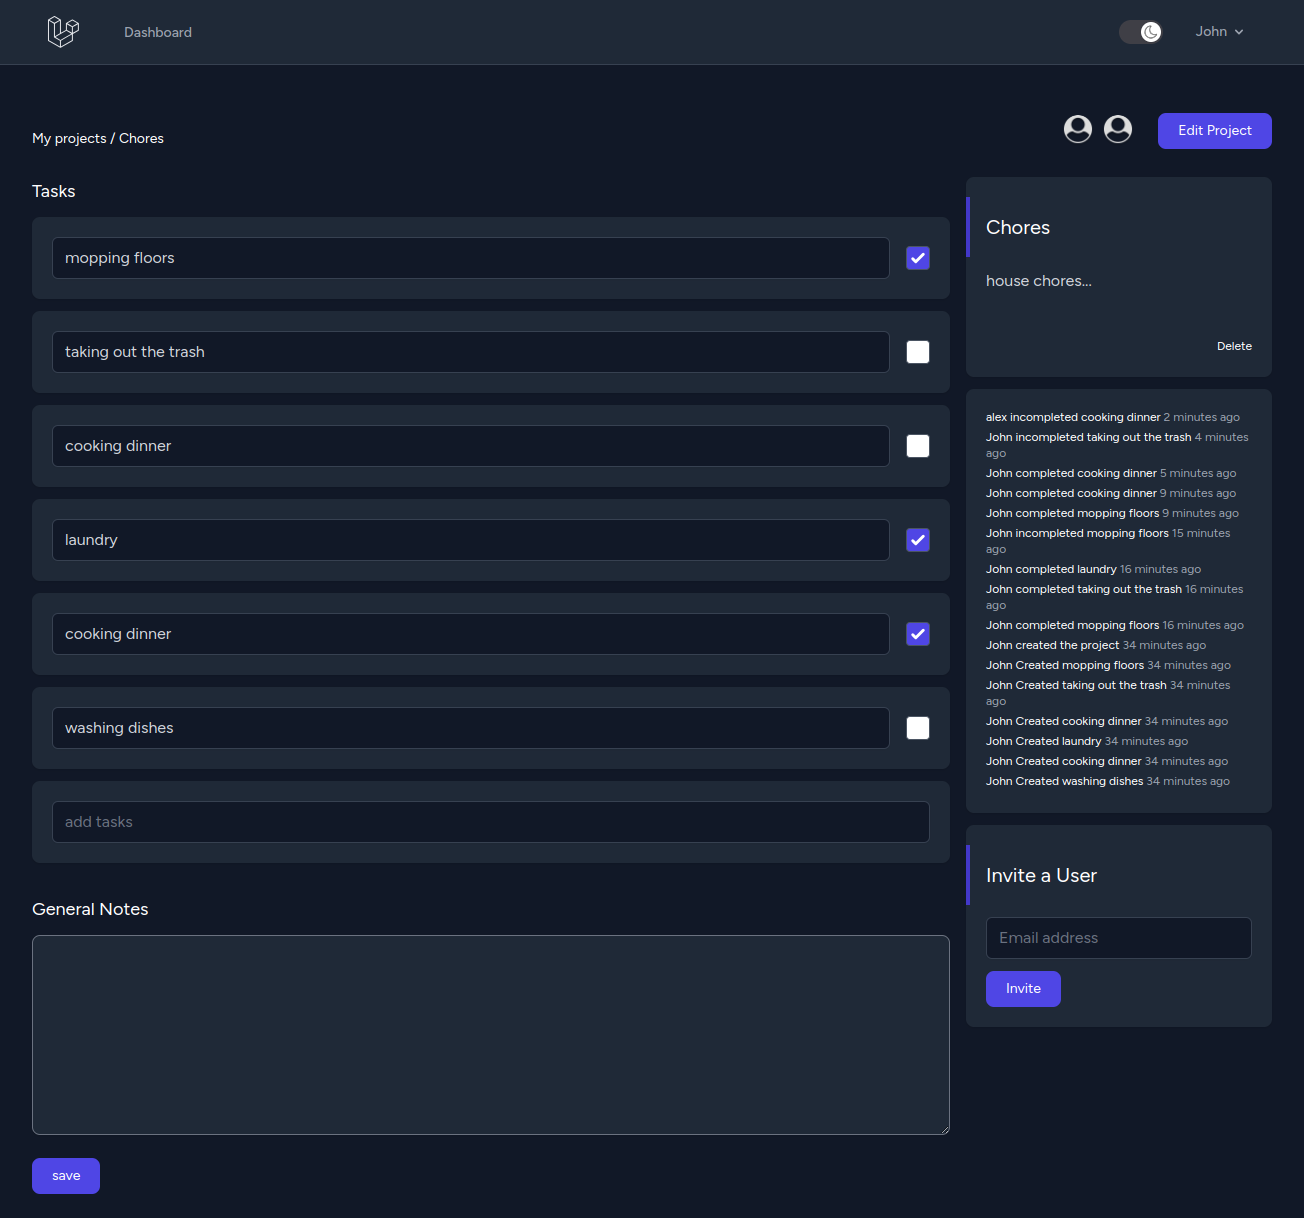 Dashboard
John
My projects / Chores
Edit Project
Tasks
mopping floors
taking out the trash
cooking dinner
laundry
cooking dinner
washing dishes
add tasks
General Notes
save
Chores
house chores...
Delete
alex incompleted cooking dinner 2 minutes ago
John incompleted taking out the trash 4 minutes
ago
John completed cooking dinner 5 minutes ago
John completed cooking dinner 9 minutes ago
John completed mopping floors 9 minutes ago
John incompleted mopping floors 15 minutes
ago
John completed laundry 16 minutes ago
John completed taking out the trash 16 minutes
ago
John completed mopping floors 16 minutes ago
John created the project 34 minutes ago
John Created mopping floors 34 minutes ago
John Created taking out the trash 34 minutes
ago
John Created cooking dinner 34 minutes ago
John Created laundry 34 minutes ago
John Created cooking dinner 34 minutes ago
John Created washing dishes 34 minutes ago
Invite a User
Email address
Invite